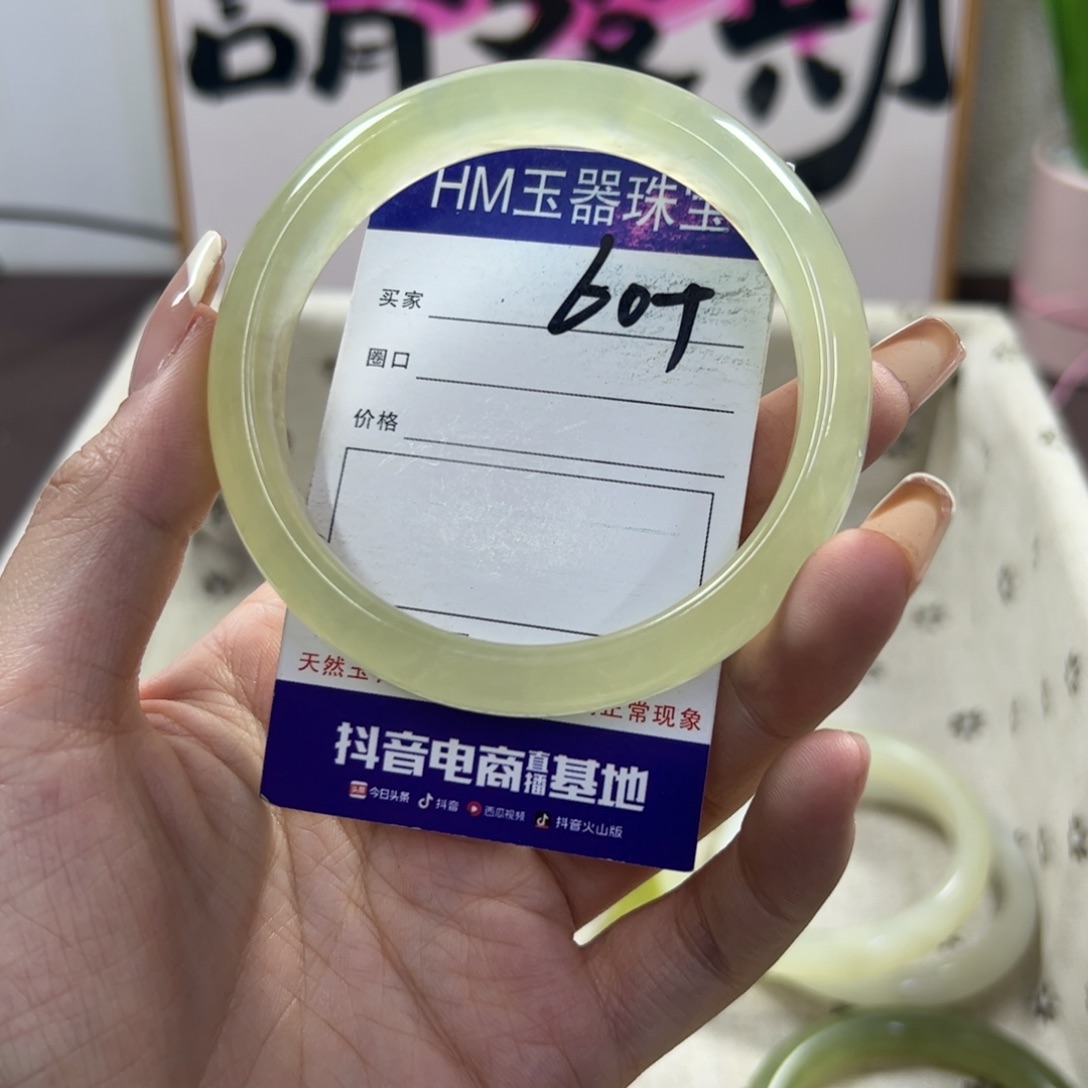 HM玉器珠宝
买家 60+
圈口
价格
天然玉
正常现象
抖音电商直播基地
今日头条 抖音 西瓜视频 抖音火山版